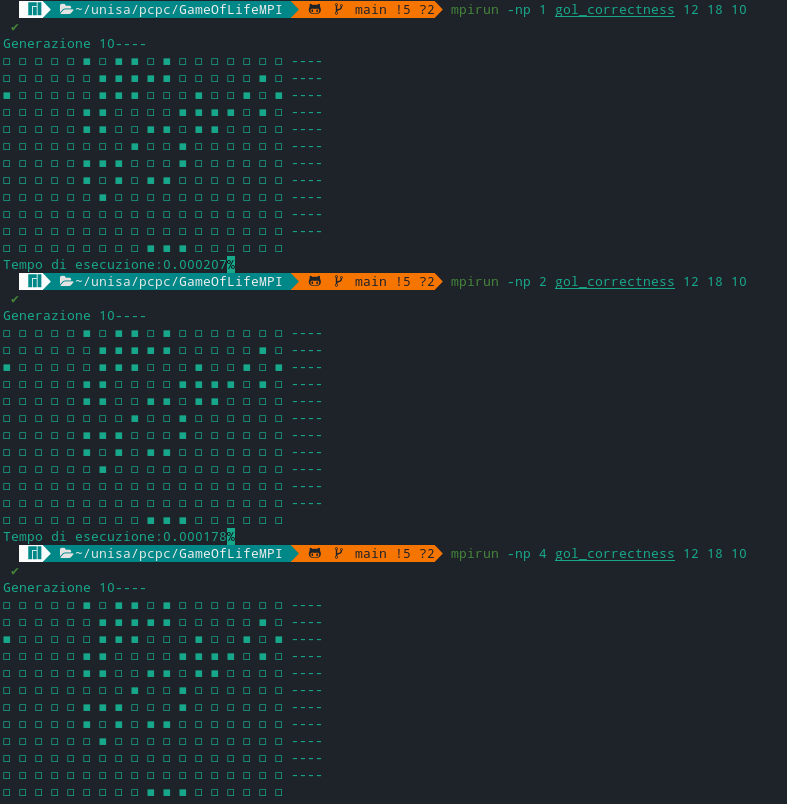 ~/unisa/pcpc/GameOfLifeMPI main !5 ?2 mpirun -np 1 gol_correctness 12 18 10
✔
Generazione 10----
□ □ □ □ □ ■ □ ■ ■ □ ■ □ □ □ □ □ □ □ ----
□ □ □ □ □ □ ■ ■ ■ ■ ■ □ □ □ □ □ ■ □ ----
■ □ □ □ □ □ ■ ■ ■ □ □ □ ■ □ □ ■ □ ■ ----
□ □ □ □ □ ■ ■ □ □ □ □ ■ ■ ■ ■ □ ■ □ ----
□ □ □ □ □ ■ ■ □ □ ■ ■ □ ■ ■ □ □ □ □ ----
□ □ □ □ □ □ □ □ ■ □ □ ■ □ □ □ □ □ □ ----
□ □ □ □ □ ■ ■ ■ □ □ □ ■ □ □ □ □ □ □ ----
□ □ □ □ □ ■ □ ■ □ ■ ■ □ □ □ □ □ □ □ ----
□ □ □ □ □ □ ■ □ □ □ □ □ □ □ □ □ □ □ ----
□ □ □ □ □ □ □ □ □ □ □ □ □ □ □ □ □ □ ----
□ □ □ □ □ □ □ □ □ □ □ □ □ □ □ □ □ □ ----
□ □ □ □ □ □ □ □ □ ■ ■ ■ □ □ □ □ □ □
Tempo di esecuzione:0.000207%
~/unisa/pcpc/GameOfLifeMPI main !5 ?2 mpirun -np 2 gol_correctness 12 18 10
✔
Generazione 10----
□ □ □ □ □ ■ □ ■ ■ □ ■ □ □ □ □ □ □ □ ----
□ □ □ □ □ □ ■ ■ ■ ■ ■ □ □ □ □ □ ■ □ ----
■ □ □ □ □ □ ■ ■ ■ □ □ □ ■ □ □ ■ □ ■ ----
□ □ □ □ □ ■ ■ □ □ □ □ ■ ■ ■ ■ □ ■ □ ----
□ □ □ □ □ ■ ■ □ □ ■ ■ □ ■ ■ □ □ □ □ ----
□ □ □ □ □ □ □ □ ■ □ □ ■ □ □ □ □ □ □ ----
□ □ □ □ □ ■ ■ ■ □ □ □ ■ □ □ □ □ □ □ ----
□ □ □ □ □ ■ □ ■ □ ■ ■ □ □ □ □ □ □ □ ----
□ □ □ □ □ □ ■ □ □ □ □ □ □ □ □ □ □ □ ----
□ □ □ □ □ □ □ □ □ □ □ □ □ □ □ □ □ □ ----
□ □ □ □ □ □ □ □ □ □ □ □ □ □ □ □ □ □ ----
□ □ □ □ □ □ □ □ □ ■ ■ ■ □ □ □ □ □ □
Tempo di esecuzione:0.000178%
~/unisa/pcpc/GameOfLifeMPI main !5 ?2 mpirun -np 4 gol_correctness 12 18 10
✔
Generazione 10----
□ □ □ □ □ ■ □ ■ ■ □ ■ □ □ □ □ □ □ □ ----
□ □ □ □ □ □ ■ ■ ■ ■ ■ □ □ □ □ □ ■ □ ----
■ □ □ □ □ □ ■ ■ ■ □ □ □ ■ □ □ ■ □ ■ ----
□ □ □ □ □ ■ ■ □ □ □ □ ■ ■ ■ ■ □ ■ □ ----
□ □ □ □ □ ■ ■ □ □ ■ ■ □ ■ ■ □ □ □ □ ----
□ □ □ □ □ □ □ □ ■ □ □ ■ □ □ □ □ □ □ ----
□ □ □ □ □ ■ ■ ■ □ □ □ ■ □ □ □ □ □ □ ----
□ □ □ □ □ ■ □ ■ □ ■ ■ □ □ □ □ □ □ □ ----
□ □ □ □ □ □ ■ □ □ □ □ □ □ □ □ □ □ □ ----
□ □ □ □ □ □ □ □ □ □ □ □ □ □ □ □ □ □ ----
□ □ □ □ □ □ □ □ □ □ □ □ □ □ □ □ □ □ ----
□ □ □ □ □ □ □ □ □ ■ ■ ■ □ □ □ □ □ □